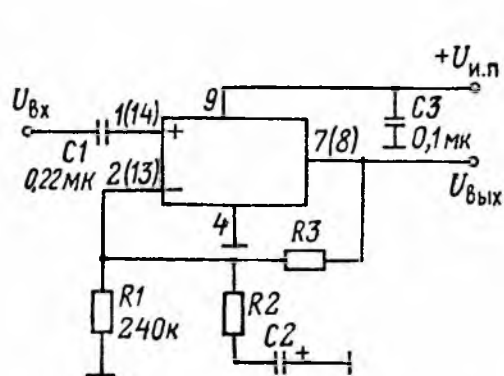 +Uи.п
9
Uвх
1(14)
+
C3
0,1мк
C1
0,22мк
2(13)
−
7(8)
Uвых
4
R3
R1
240к
R2
C2
+